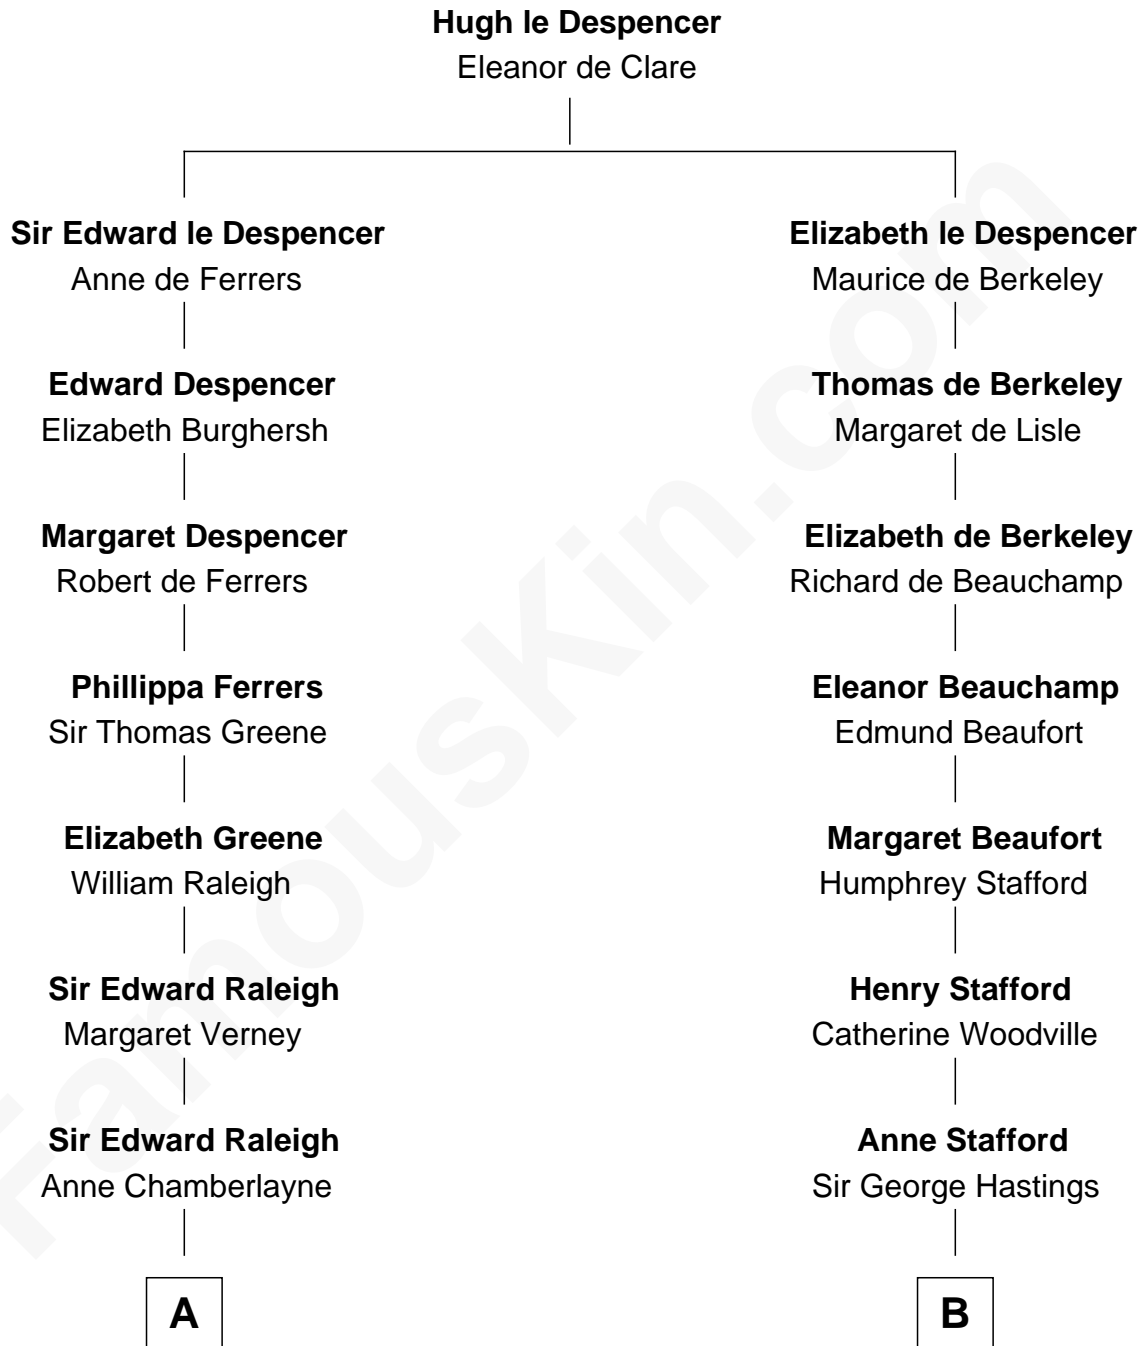 Hugh le Despencer
Eleanor de Clare
Sir Edward le Despencer
Anne de Ferrers
Elizabeth le Despencer
Maurice de Berkeley
Edward Despencer
Elizabeth Burghersh
Thomas de Berkeley
Margaret de Lisle
Margaret Despencer
Robert de Ferrers
Elizabeth de Berkeley
Richard de Beauchamp
Phillippa Ferrers
Sir Thomas Greene
Eleanor Beauchamp
Edmund Beaufort
Elizabeth Greene
William Raleigh
Margaret Beaufort
Humphrey Stafford
Sir Edward Raleigh
Margaret Verney
Henry Stafford
Catherine Woodville
Sir Edward Raleigh
Anne Chamberlayne
Anne Stafford
Sir George Hastings
A
B
FamousKin.com